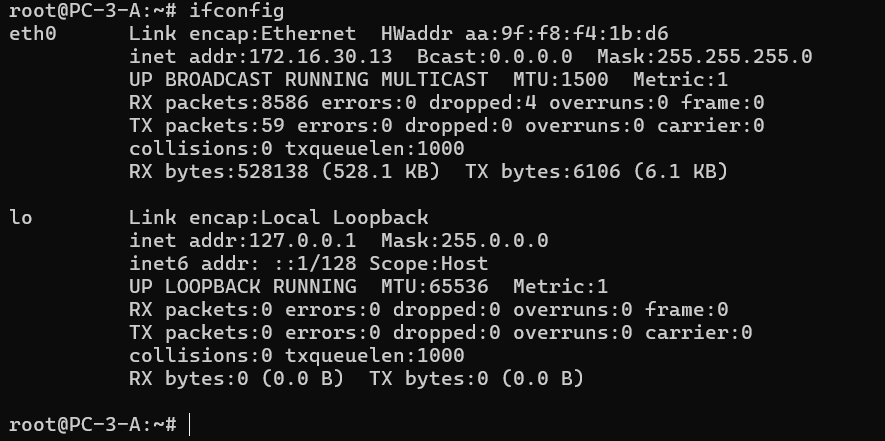 root@PC-3-A:~# ifconfig
eth0      Link encap:Ethernet  HWaddr aa:9f:f8:f4:1b:d6
          inet addr:172.16.30.13  Bcast:0.0.0.0  Mask:255.255.255.0
          UP BROADCAST RUNNING MULTICAST  MTU:1500  Metric:1
          RX packets:8586 errors:0 dropped:4 overruns:0 frame:0
          TX packets:59 errors:0 dropped:0 overruns:0 carrier:0
          collisions:0 txqueuelen:1000
          RX bytes:528138 (528.1 KB)  TX bytes:6106 (6.1 KB)

lo        Link encap:Local Loopback
          inet addr:127.0.0.1  Mask:255.0.0.0
          inet6 addr: ::1/128 Scope:Host
          UP LOOPBACK RUNNING  MTU:65536  Metric:1
          RX packets:0 errors:0 dropped:0 overruns:0 frame:0
          TX packets:0 errors:0 dropped:0 overruns:0 carrier:0
          collisions:0 txqueuelen:1000
          RX bytes:0 (0.0 B)  TX bytes:0 (0.0 B)

root@PC-3-A:~#